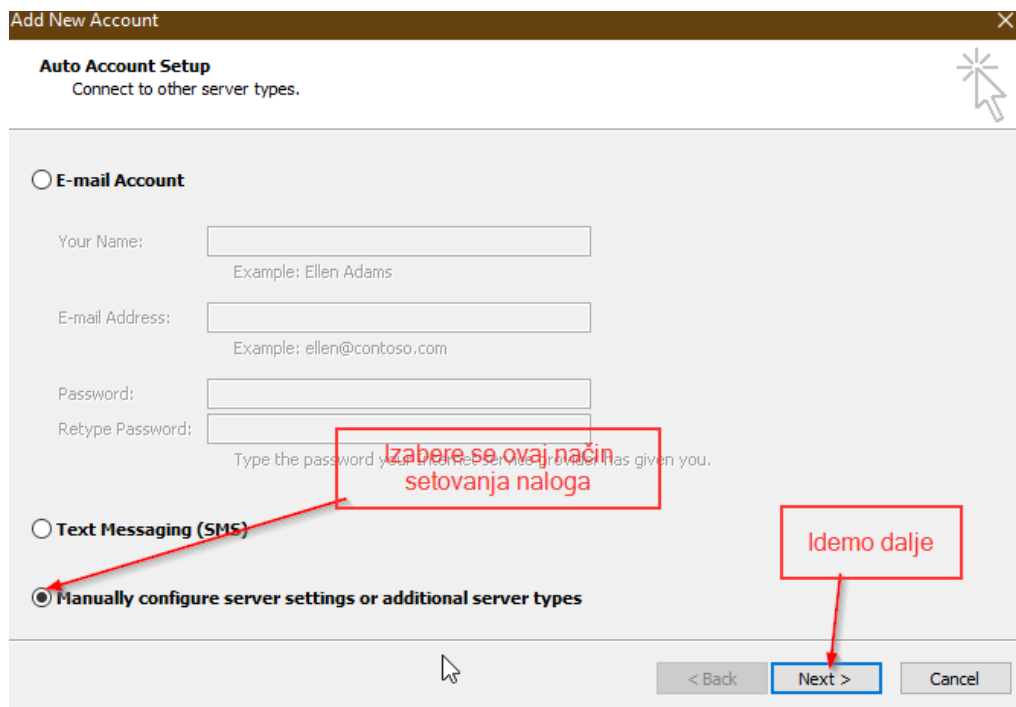 Add New Account
Auto Account Setup
Connect to other server types.
E-mail Account
Your Name:
Example: Ellen Adams
E-mail Address:
Example: ellen@contoso.com
Password:
Retype Password:
Type the password your Internet service provider has given you.
Izabere se ovaj način
setovanja naloga
Text Messaging (SMS)
Idemo dalje
Manually configure server settings or additional server types
< Back
Next >
Cancel